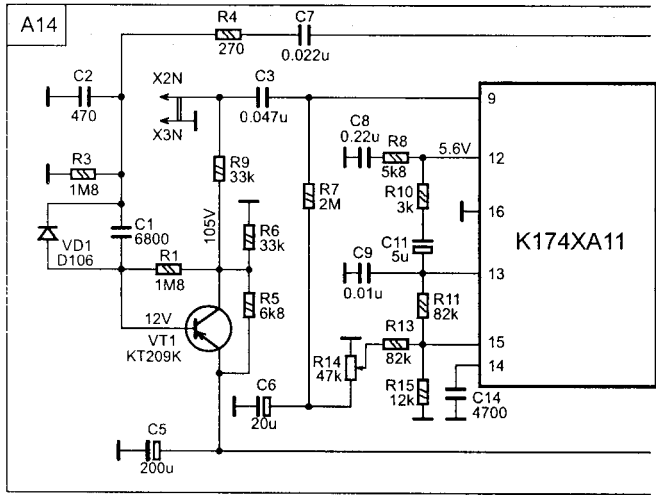 A14
R4
270
C7
0.022u
C2
470
X2N
X3N
C3
0.047u
9
C8
0.22u
R8
5k8
5.6V
12
R3
1M8
R9
33k
R7
2M
R10
3k
16
K174XA11
VD1
D106
C1
6800
105V
R6
33k
C11
5u
R1
1M8
C9
0.01u
13
R5
6k8
R11
82k
12V
VT1
KT209K
R13
82k
15
R14
47k
14
R15
12k
C14
4700
C6
20u
C5
200u